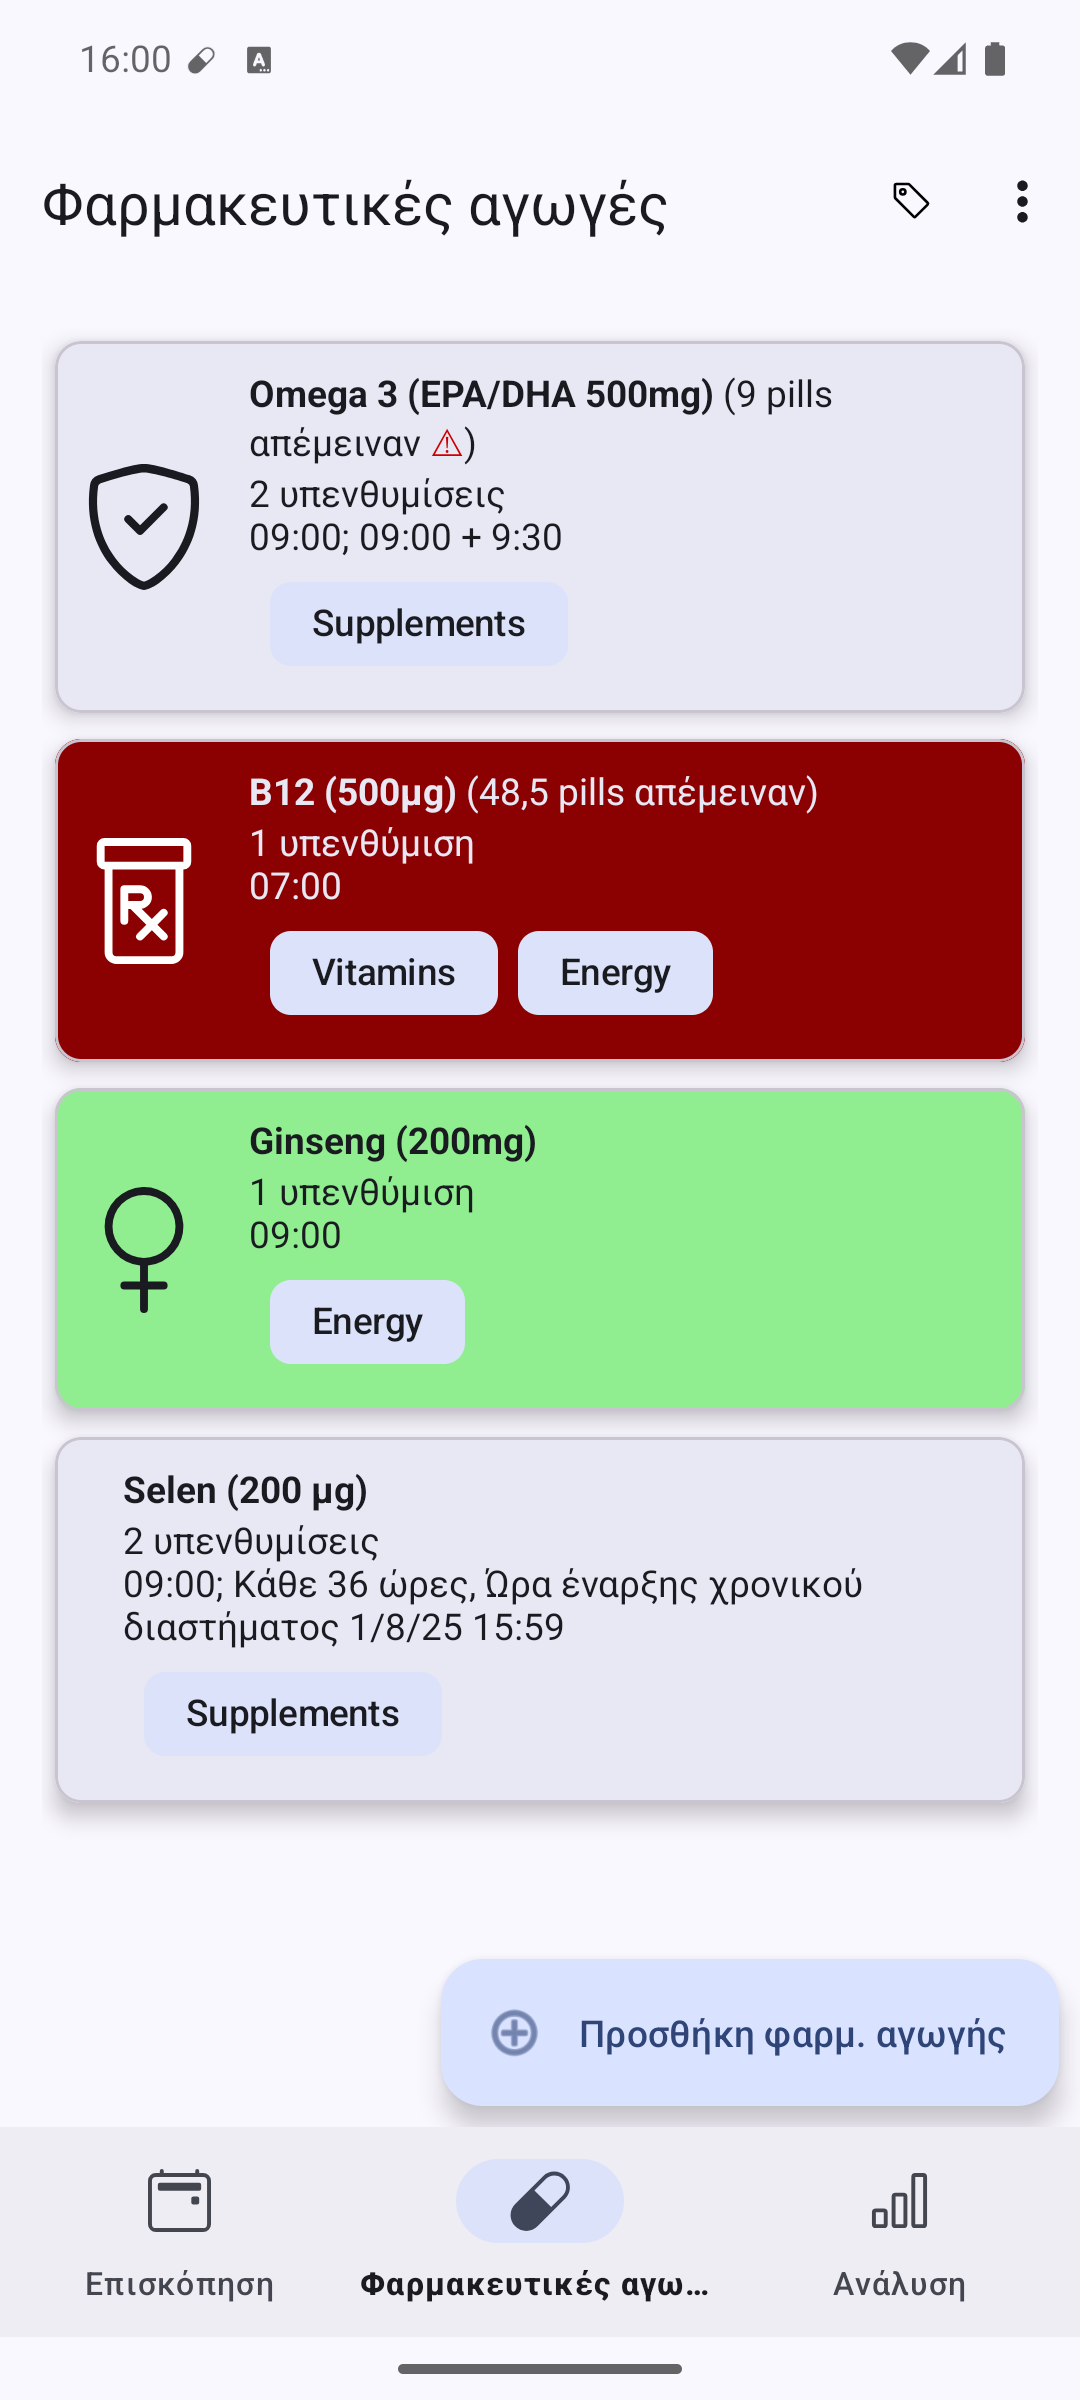 16:00
Φαρμακευτικές αγωγές
Omega 3 (EPA/DHA 500mg) (9 pills
απέμειναν ⚠)
2 υπενθυμίσεις
09:00; 09:00 + 9:30
Supplements
B12 (500µg) (48,5 pills απέμειναν)
1 υπενθύμιση
07:00
Vitamins
Energy
Ginseng (200mg)
1 υπενθύμιση
09:00
Energy
Selen (200 µg)
2 υπενθυμίσεις
09:00; Κάθε 36 ώρες, Ώρα έναρξης χρονικού
διαστήματος 1/8/25 15:59
Supplements
Προσθήκη φαρμ. αγωγής
Επισκόπηση
Φαρμακευτικές αγω…
Ανάλυση